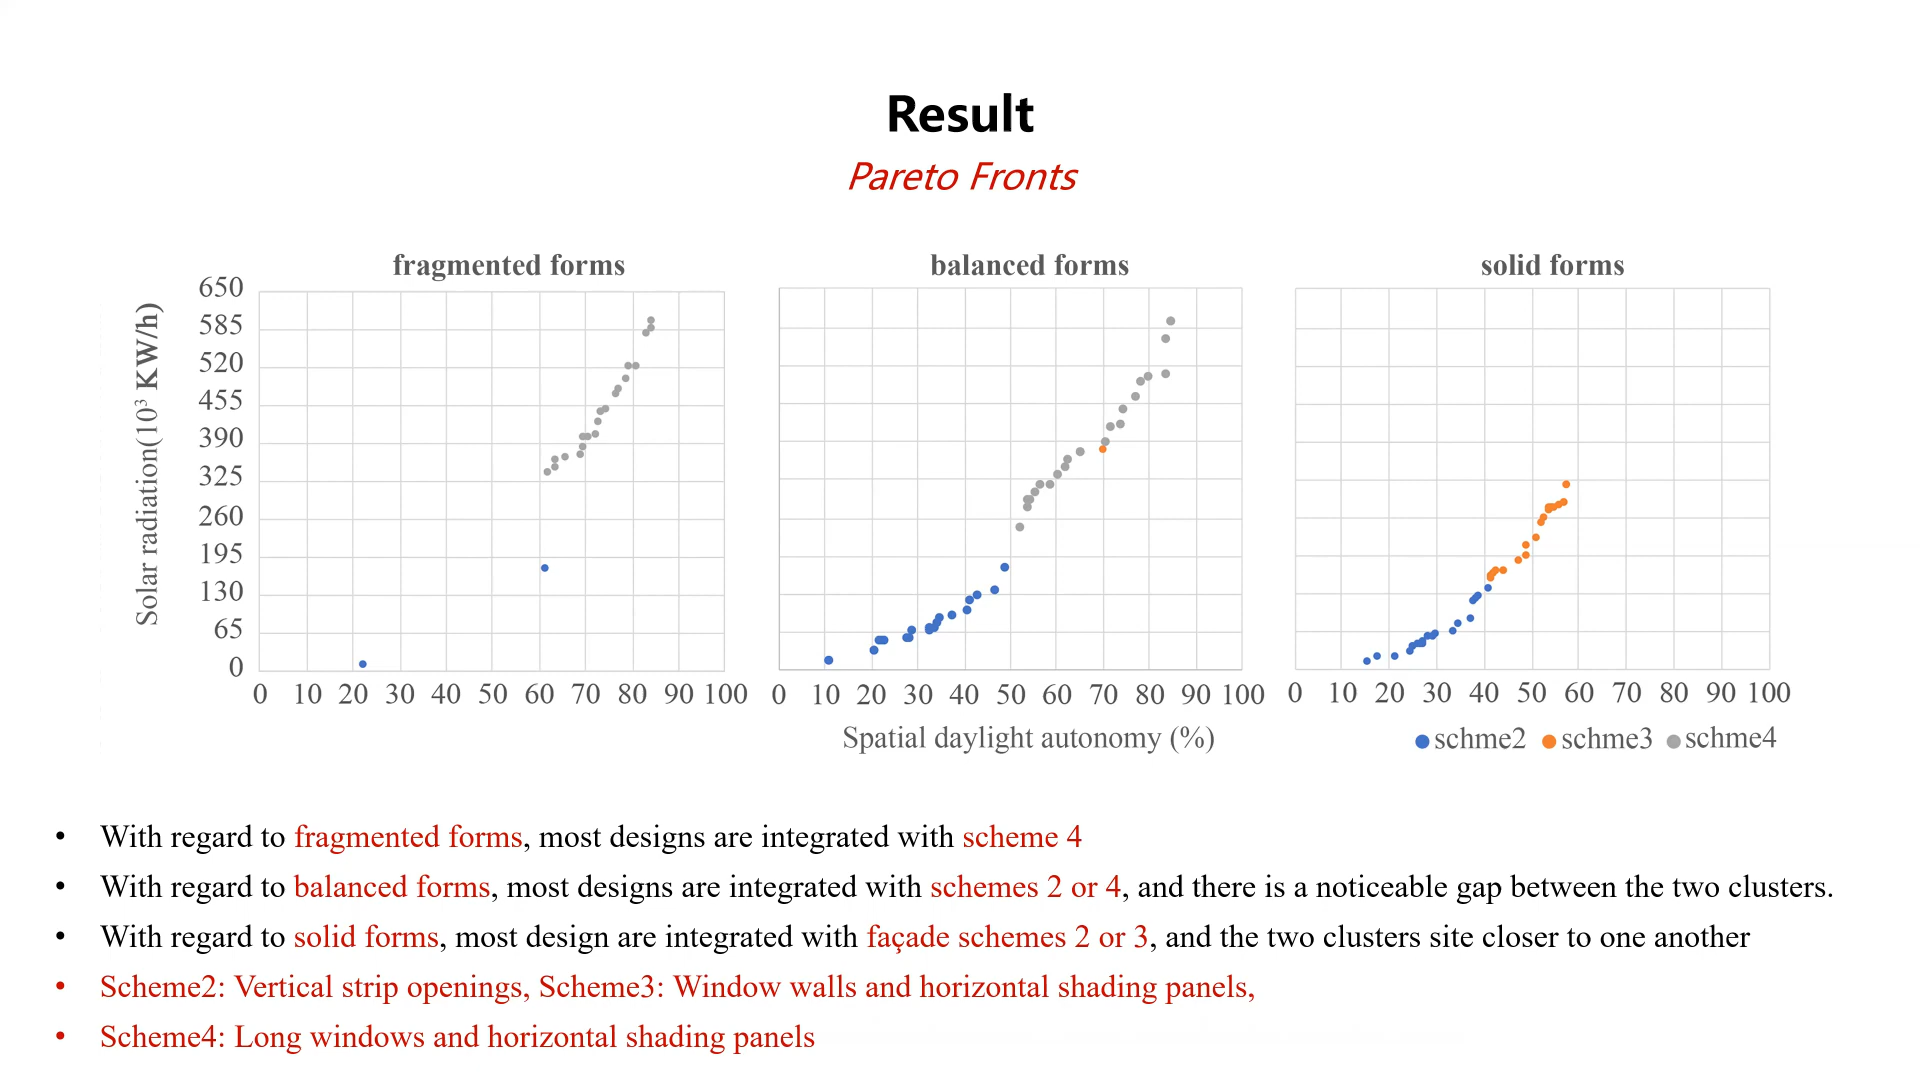 Result
Pareto Fronts
fragmented forms
balanced forms
solid forms
Solar radiation(10³ KW/h)
650
585
520
455
390
325
260
195
130
65
0
0 10 20 30 40 50 60 70 80 90 100
0 10 20 30 40 50 60 70 80 90 100
0 10 20 30 40 50 60 70 80 90 100
Spatial daylight autonomy (%)
schme2 schme3 schme4
• With regard to fragmented forms, most designs are integrated with scheme 4
• With regard to balanced forms, most designs are integrated with schemes 2 or 4, and there is a noticeable gap between the two clusters.
• With regard to solid forms, most design are integrated with façade schemes 2 or 3, and the two clusters site closer to one another
• Scheme2: Vertical strip openings, Scheme3: Window walls and horizontal shading panels,
• Scheme4: Long windows and horizontal shading panels